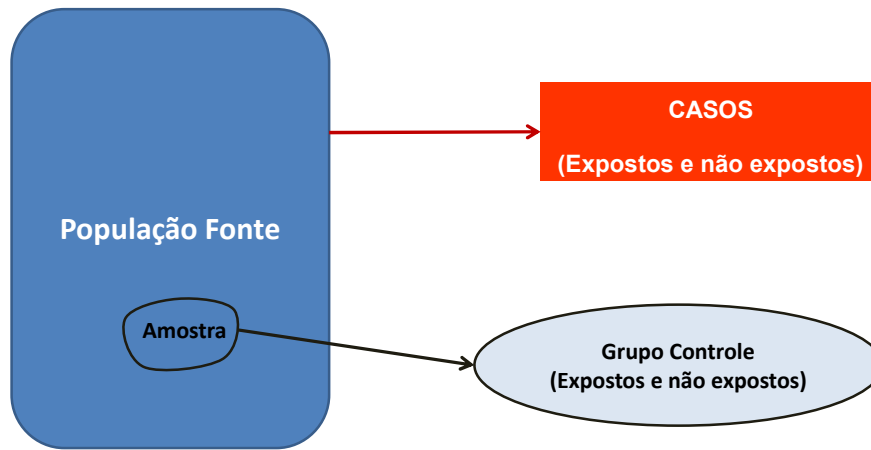 CASOS
(Expostos e não expostos)
População Fonte
Amostra
Grupo Controle
(Expostos e não expostos)